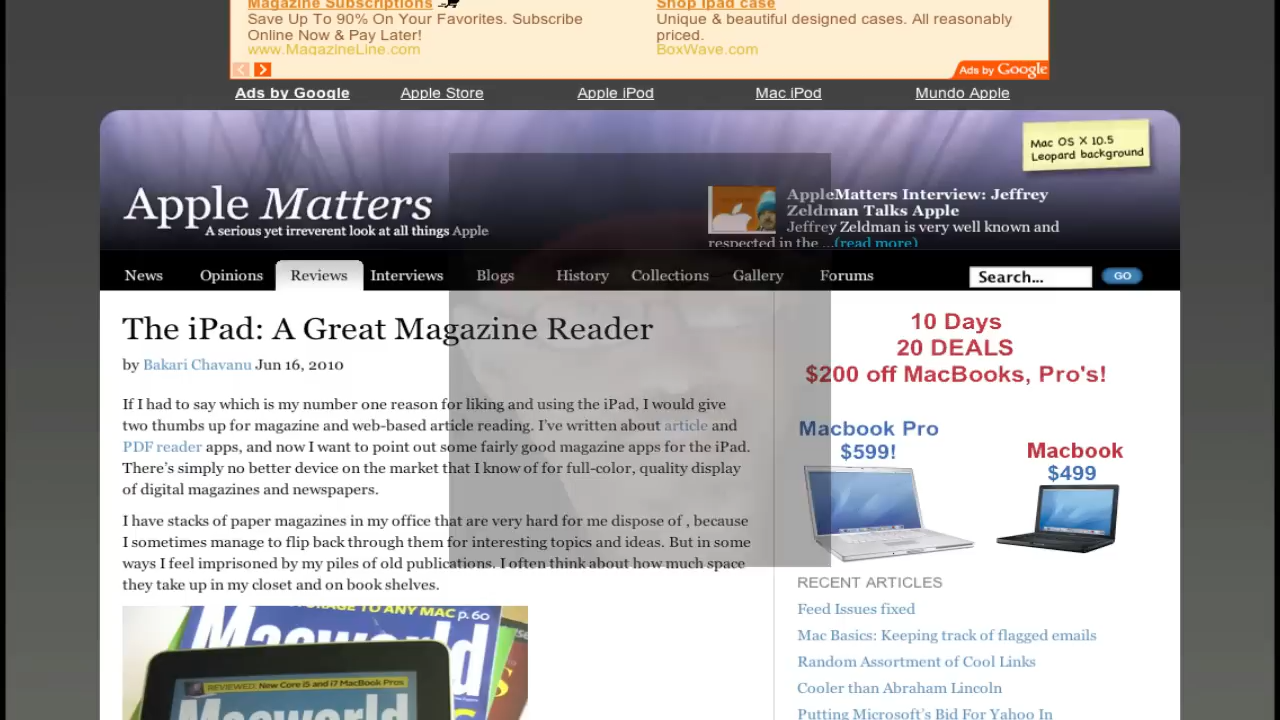 Magazine Subscriptions
Save Up To 90% On Your Favorites. Subscribe
Online Now & Pay Later!
www.MagazineLine.com
Shop Ipad case
Unique & beautiful designed cases. All reasonably
priced.
BoxWave.com
Ads by Google
Ads by Google Apple Store Apple iPod Mac iPod Mundo Apple
Mac OS X 10.5
Leopard background
Apple Matters
A serious yet irreverent look at all things Apple
AppleMatters Interview: Jeffrey
Zeldman Talks Apple
Jeffrey Zeldman is very well known and
respected in the ...(read more)
News Opinions Reviews Interviews Blogs History Collections Gallery Forums Search... GO
The iPad: A Great Magazine Reader
by Bakari Chavanu Jun 16, 2010
If I had to say which is my number one reason for liking and using the iPad, I would give
two thumbs up for magazine and web-based article reading. I've written about article and
PDF reader apps, and now I want to point out some fairly good magazine apps for the iPad.
There's simply no better device on the market that I know of for full-color, quality display
of digital magazines and newspapers.
I have stacks of paper magazines in my office that are very hard for me dispose of , because
I sometimes manage to flip back through them for interesting topics and ideas. But in some
ways I feel imprisoned by my piles of old publications. I often think about how much space
they take up in my closet and on book shelves.
TO ANY MAC p.60
Macworld
REVIEWED: New Core i5 and i7 MacBook Pros
Macworld
10 Days
20 DEALS
$200 off MacBooks, Pro's!
Macbook Pro
$599!
Macbook
$499
RECENT ARTICLES
Feed Issues fixed
Mac Basics: Keeping track of flagged emails
Random Assortment of Cool Links
Cooler than Abraham Lincoln
Putting Microsoft's Bid For Yahoo In